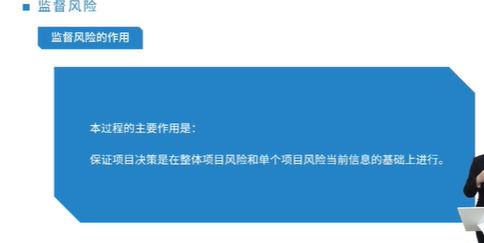 监督风险
监督风险的作用
本过程的主要作用是：
保证项目决策是在整体项目风险和单个项目风险当前信息的基础上进行。